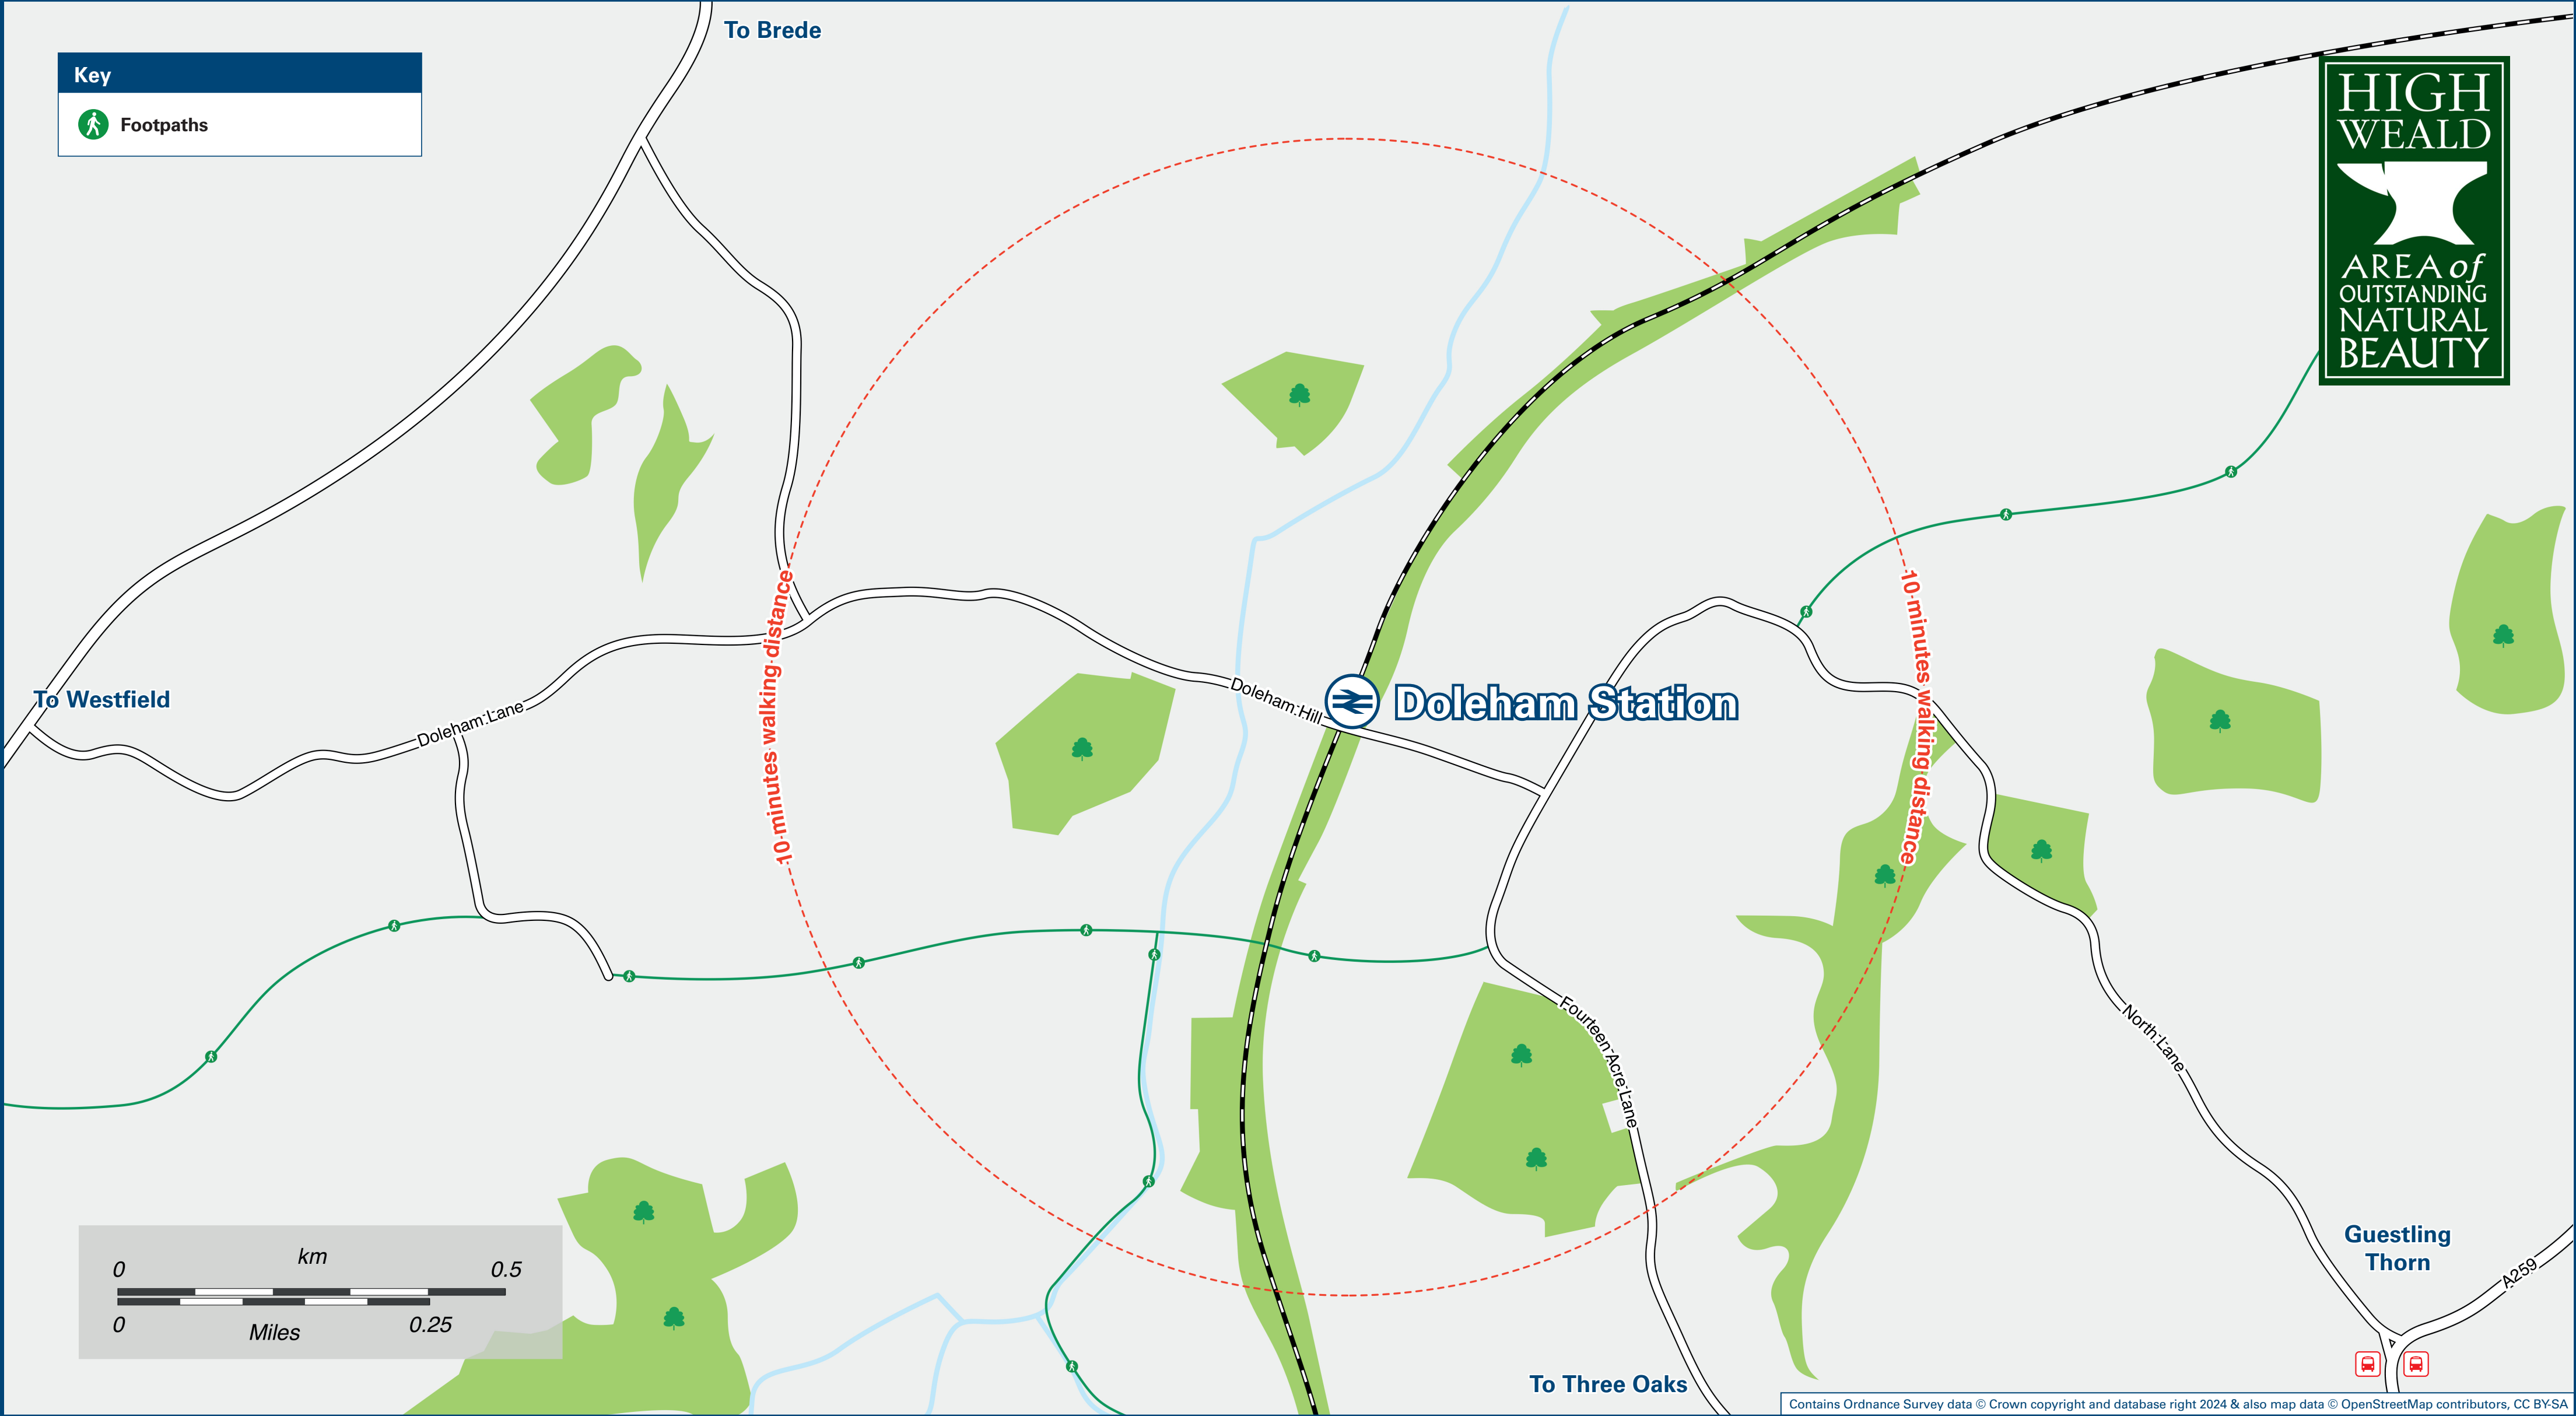 To Brede
Key
Footpaths
HIGH
WEALD
AREA of
OUTSTANDING
NATURAL
BEAUTY
10 minutes walking distance
10 minutes walking distance
To Westfield
Doleham Lane
Doleham Hill
Doleham Station
Fourteen Acre Lane
North Lane
Guestling
Thorn
A259
km
0 0.5
0 0.25
Miles
To Three Oaks
Contains Ordnance Survey data © Crown copyright and database right 2024 & also map data © OpenStreetMap contributors, CC BY-SA